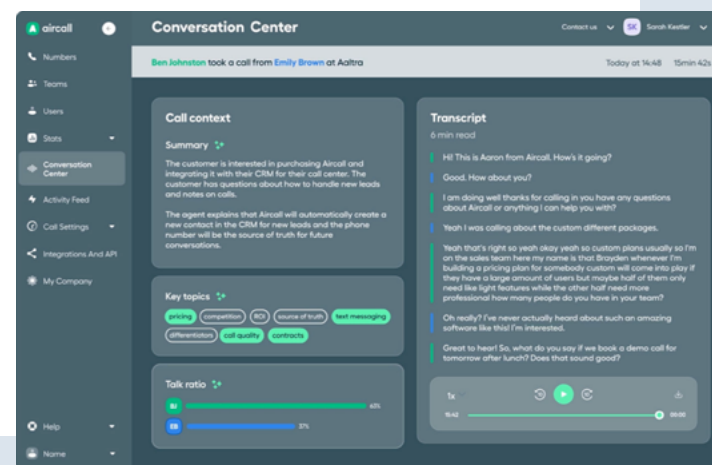 aircall
Conversation Center
Contact us
SK
Sarah Kestler
Numbers
Teams
Users
Stats
Conversation
Center
Activity Feed
Call Settings
Integrations And API
My Company
Help
Name
Ben Johnston took a call from Emily Brown at Aaltra
Today at 14:48
15min 42s
Call context
Summary
The customer is interested in purchasing Aircall and
integrating it with their CRM for their call center. The
customer has questions about how to handle new leads
and notes on calls.
The agent explains that Aircall will automatically create a
new contact in the CRM for new leads and the phone
number will be the source of truth for future
conversations.
Key topics
pricing
competition
ROI
source of truth
text messaging
differentiators
call quality
contracts
Talk ratio
BJ
63%
EB
37%
Transcript
6 min read
Hi! This is Aaron from Aircall. How's it going?
Good. How about you?
I am doing well thanks for calling in you have any questions
about Aircall or anything I can help you with?
Yeah I was calling about the custom different packages.
Yeah that's right so yeah okay yeah so custom plans usually so I'm
on the sales team here my name is that Brayden whenever I'm
building a pricing plan for somebody custom will come into play if
they have a large amount of users but maybe half of them only
need like light features while the other half need more
professional how many people do you have in your team?
Oh really? I've never actually heard about such an amazing
software like this! I'm interested.
Great to hear! So, what do you say if we book a demo call for
tomorrow after lunch? Does that sound good?
1x
15:42
00:00